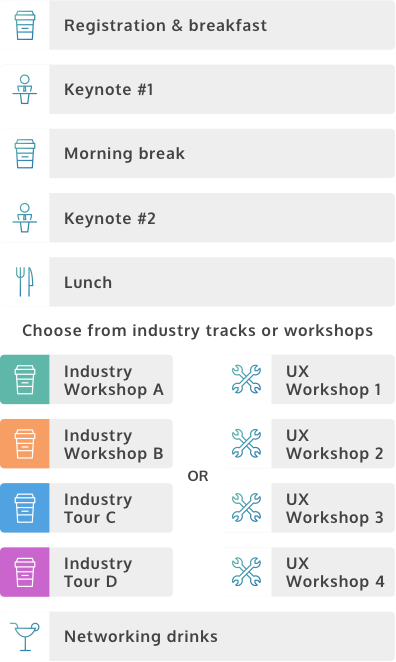 Registration & breakfast
Keynote #1
Morning break
Keynote #2
Lunch
Choose from industry tracks or workshops
Industry
Workshop A
UX
Workshop 1
Industry
Workshop B
UX
Workshop 2
OR
Industry
Tour C
UX
Workshop 3
Industry
Tour D
UX
Workshop 4
Networking drinks